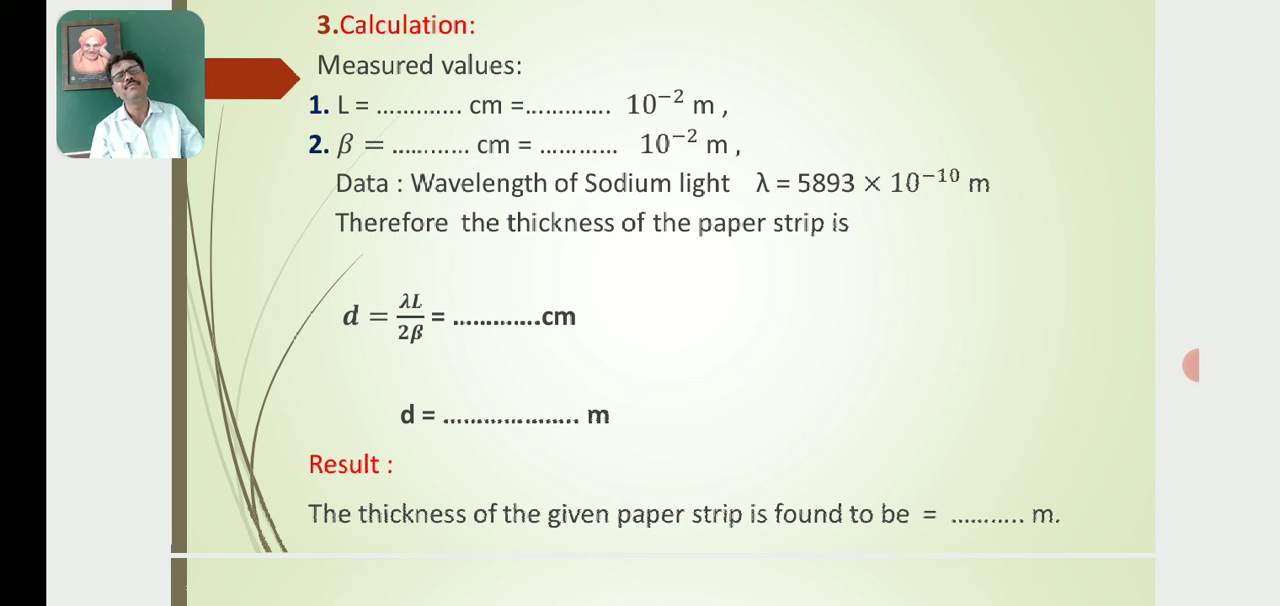 3.Calculation:
Measured values:
1. L = ............. cm =............. 10⁻² m ,
2. β = ............ cm = ............ 10⁻² m ,
Data : Wavelength of Sodium light λ = 5893 × 10⁻¹⁰ m
Therefore the thickness of the paper strip is
d = λL/2β = .............cm
d = ..................... m
Result :
The thickness of the given paper strip is found to be = ........... m.